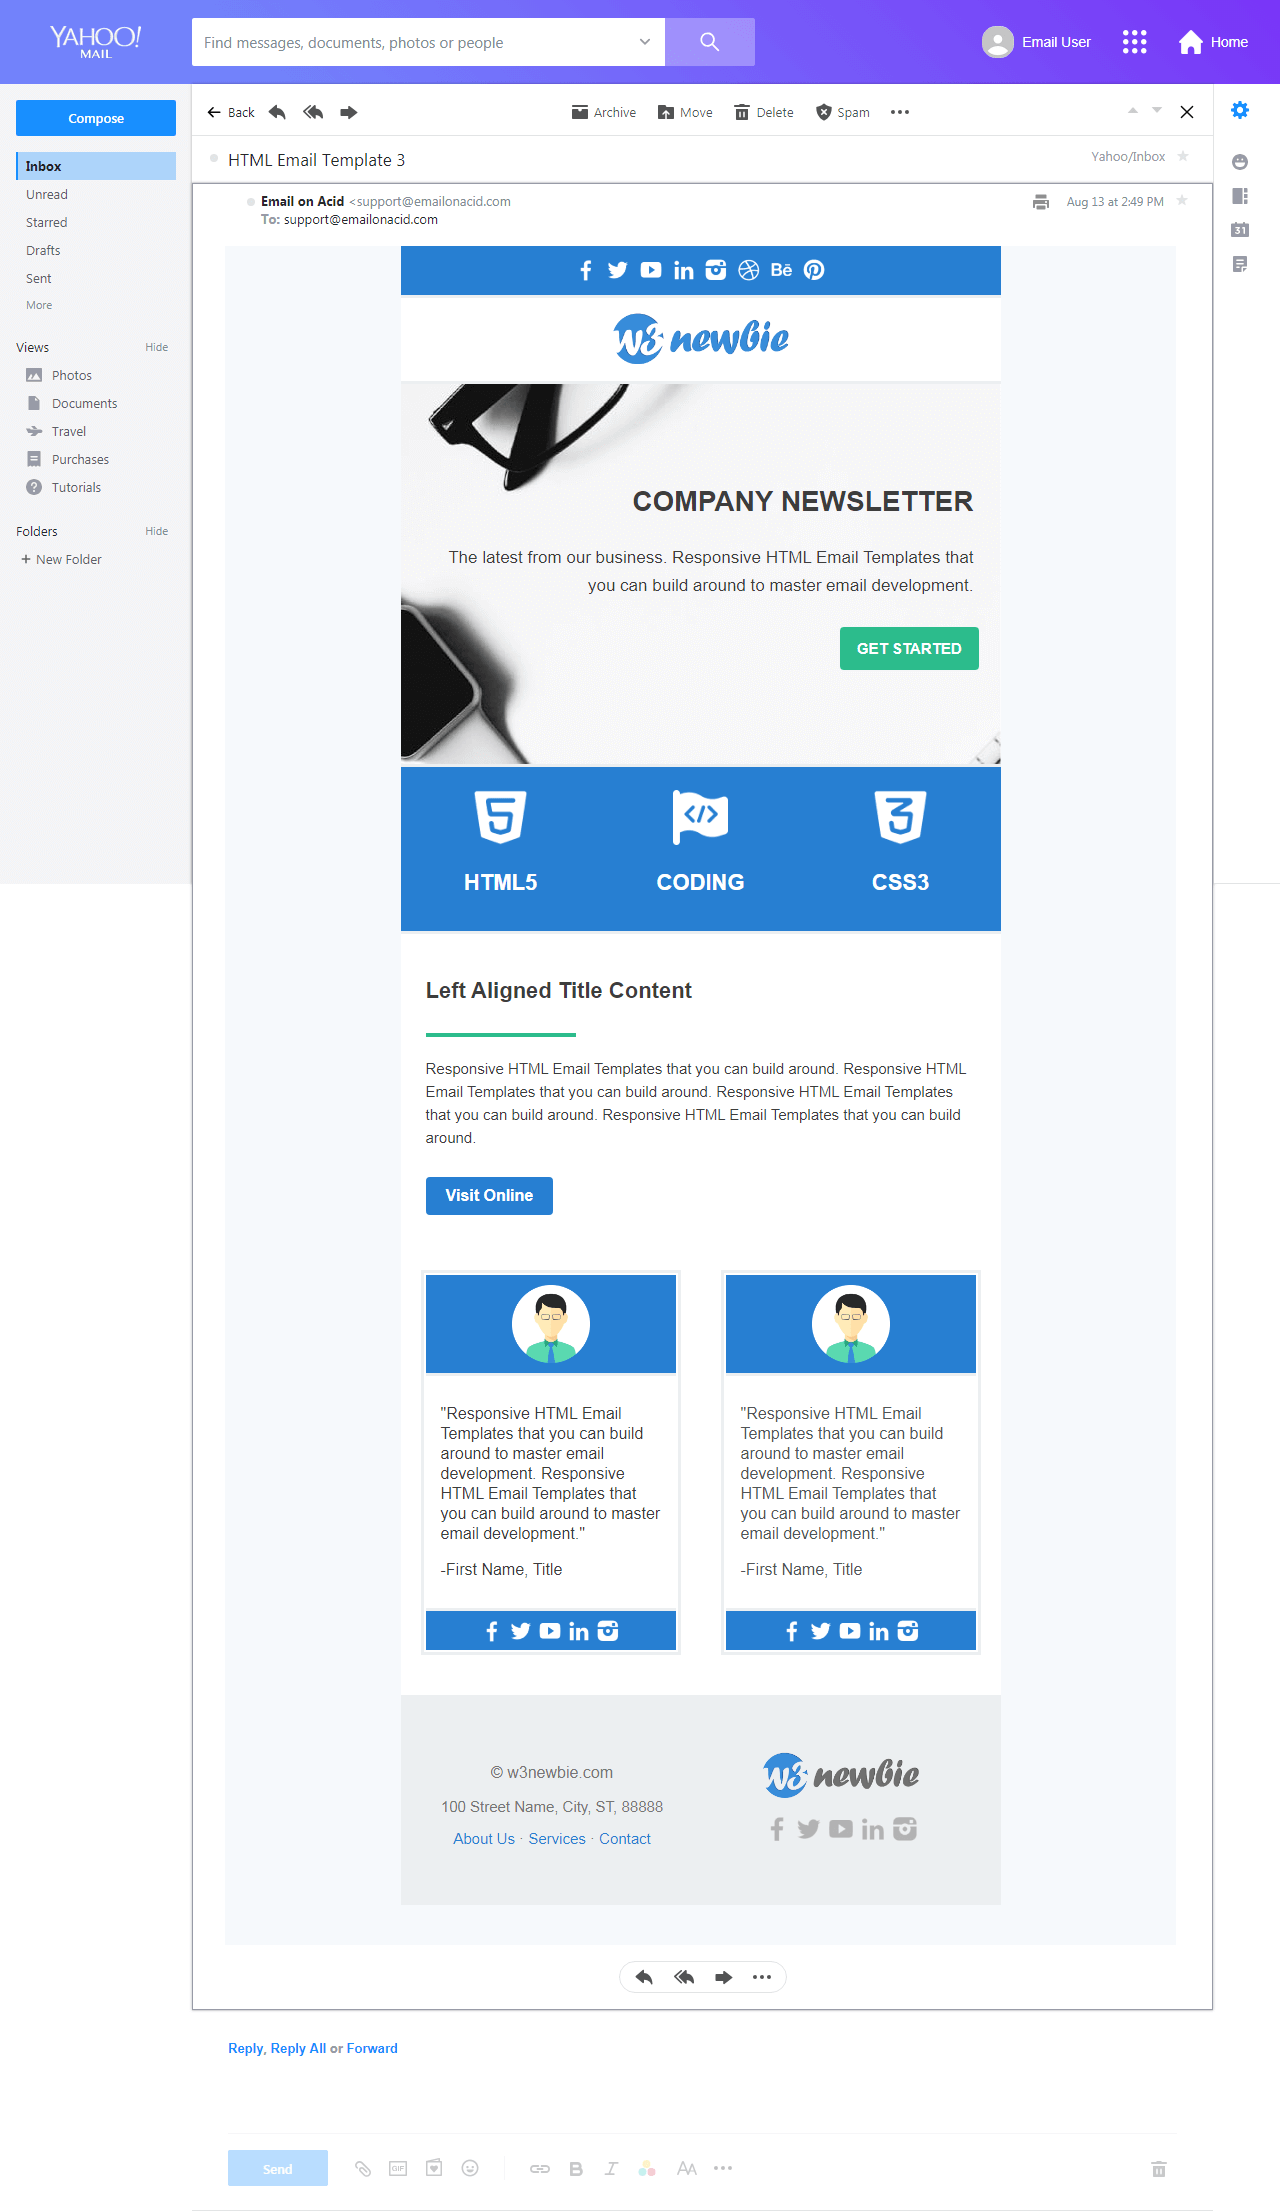 YAHOO!
MAIL
Find messages, documents, photos or people
Email User
Home
Compose
Inbox
Unread
Starred
Drafts
Sent
More
Views Hide
Photos
Documents
Travel
Purchases
Tutorials
Folders Hide
+ New Folder
Back
Archive Move Delete Spam
HTML Email Template 3
Yahoo/Inbox
31
Email on Acid <support@emailonacid.com
Aug 13 at 2:49 PM
To: support@emailonacid.com
in Bē
w3 newbie
COMPANY NEWSLETTER
The latest from our business. Responsive HTML Email Templates that
you can build around to master email development.
GET STARTED
5 </> 3
HTML5 CODING CSS3
Left Aligned Title Content
Responsive HTML Email Templates that you can build around. Responsive HTML
Email Templates that you can build around. Responsive HTML Email Templates
that you can build around. Responsive HTML Email Templates that you can build
around.
Visit Online
"Responsive HTML Email
Templates that you can build
around to master email
development. Responsive
HTML Email Templates that
you can build around to master
email development."
-First Name, Title
"Responsive HTML Email
Templates that you can build
around to master email
development. Responsive
HTML Email Templates that
you can build around to master
email development."
-First Name, Title
© w3newbie.com
100 Street Name, City, ST, 88888
About Us · Services · Contact
w3 newbie
Reply, Reply All or Forward
Send
GIF
B I AA